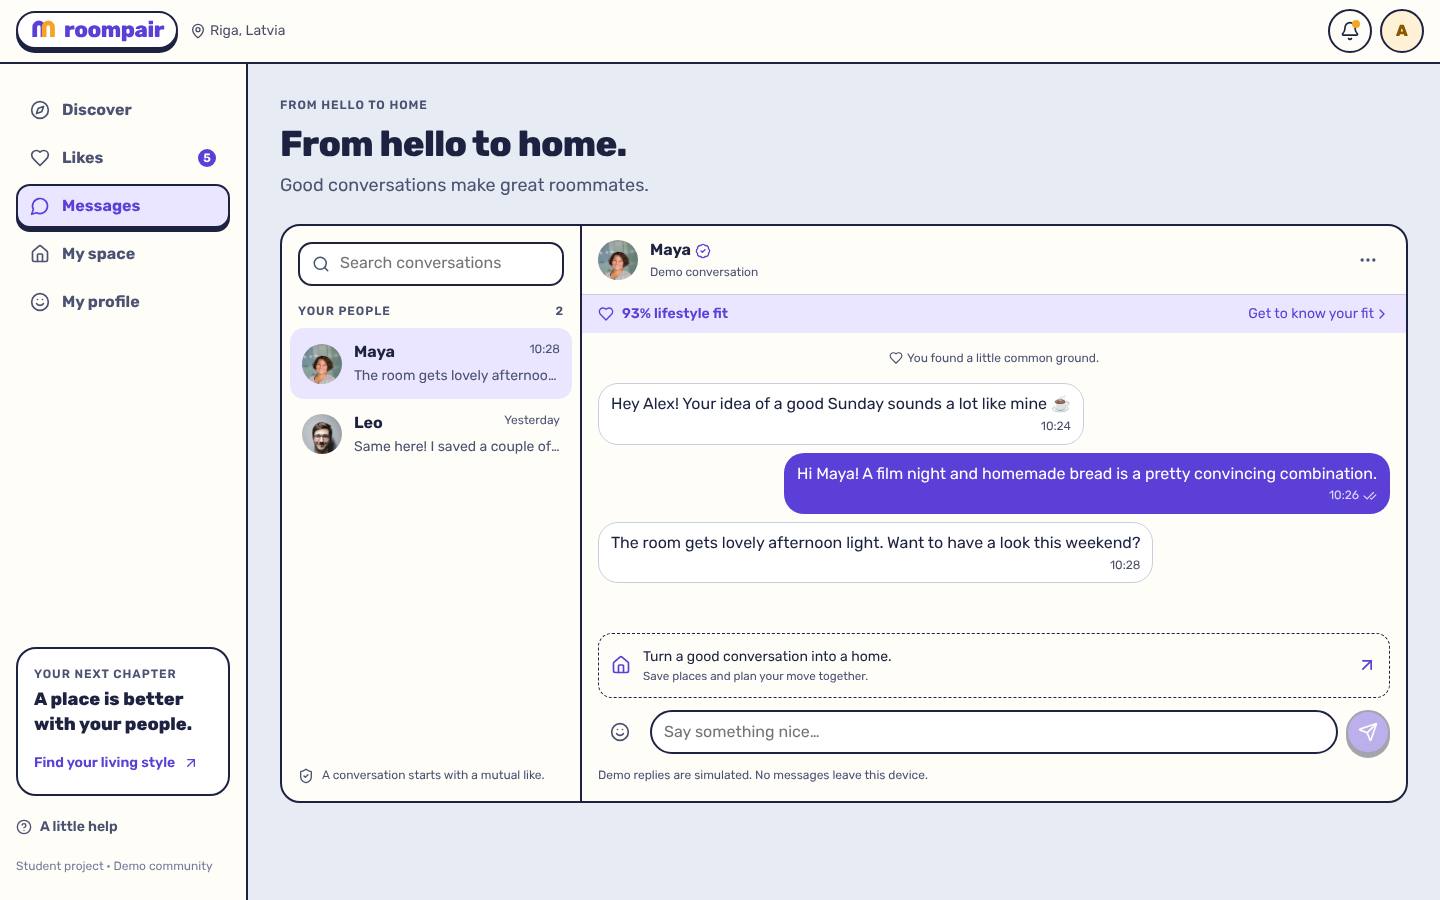 roompair
Riga, Latvia
A
Discover
Likes
5
Messages
My space
My profile
YOUR NEXT CHAPTER
A place is better
with your people.
Find your living style
A little help
Student project • Demo community
FROM HELLO TO HOME
From hello to home.
Good conversations make great roommates.
Search conversations
YOUR PEOPLE
2
Maya
10:28
The room gets lovely afternoo…
Leo
Yesterday
Same here! I saved a couple of…
A conversation starts with a mutual like.
Maya
Demo conversation
93% lifestyle fit
Get to know your fit
You found a little common ground.
Hey Alex! Your idea of a good Sunday sounds a lot like mine ☕
10:24
Hi Maya! A film night and homemade bread is a pretty convincing combination.
10:26
The room gets lovely afternoon light. Want to have a look this weekend?
10:28
Turn a good conversation into a home.
Save places and plan your move together.
Say something nice…
Demo replies are simulated. No messages leave this device.